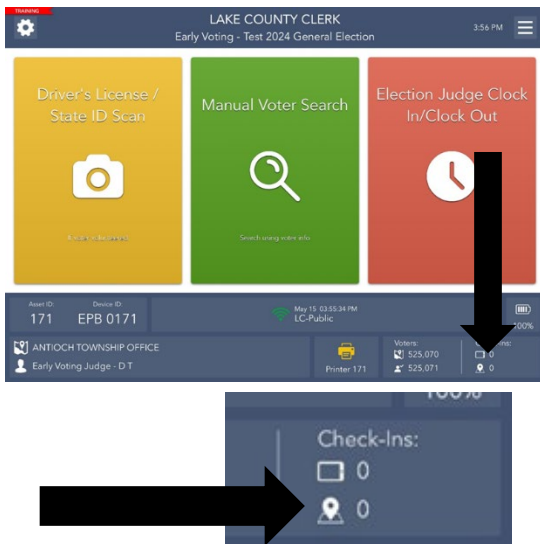 TRAINING
LAKE COUNTY CLERK
Early Voting - Test 2024 General Election
3:56 PM
Driver's License /
State ID Scan
Manual Voter Search
Search using voter info
Election Judge Clock
In/Clock Out
Asset ID:
171
Device ID:
EPB 0171
May 15 03:55:34 PM
LC-Public
100%
ANTIOCH TOWNSHIP OFFICE
Early Voting Judge - D T
Printer 171
Voters:
525,070
525,071
0
0
100%
Check-Ins:
0
0